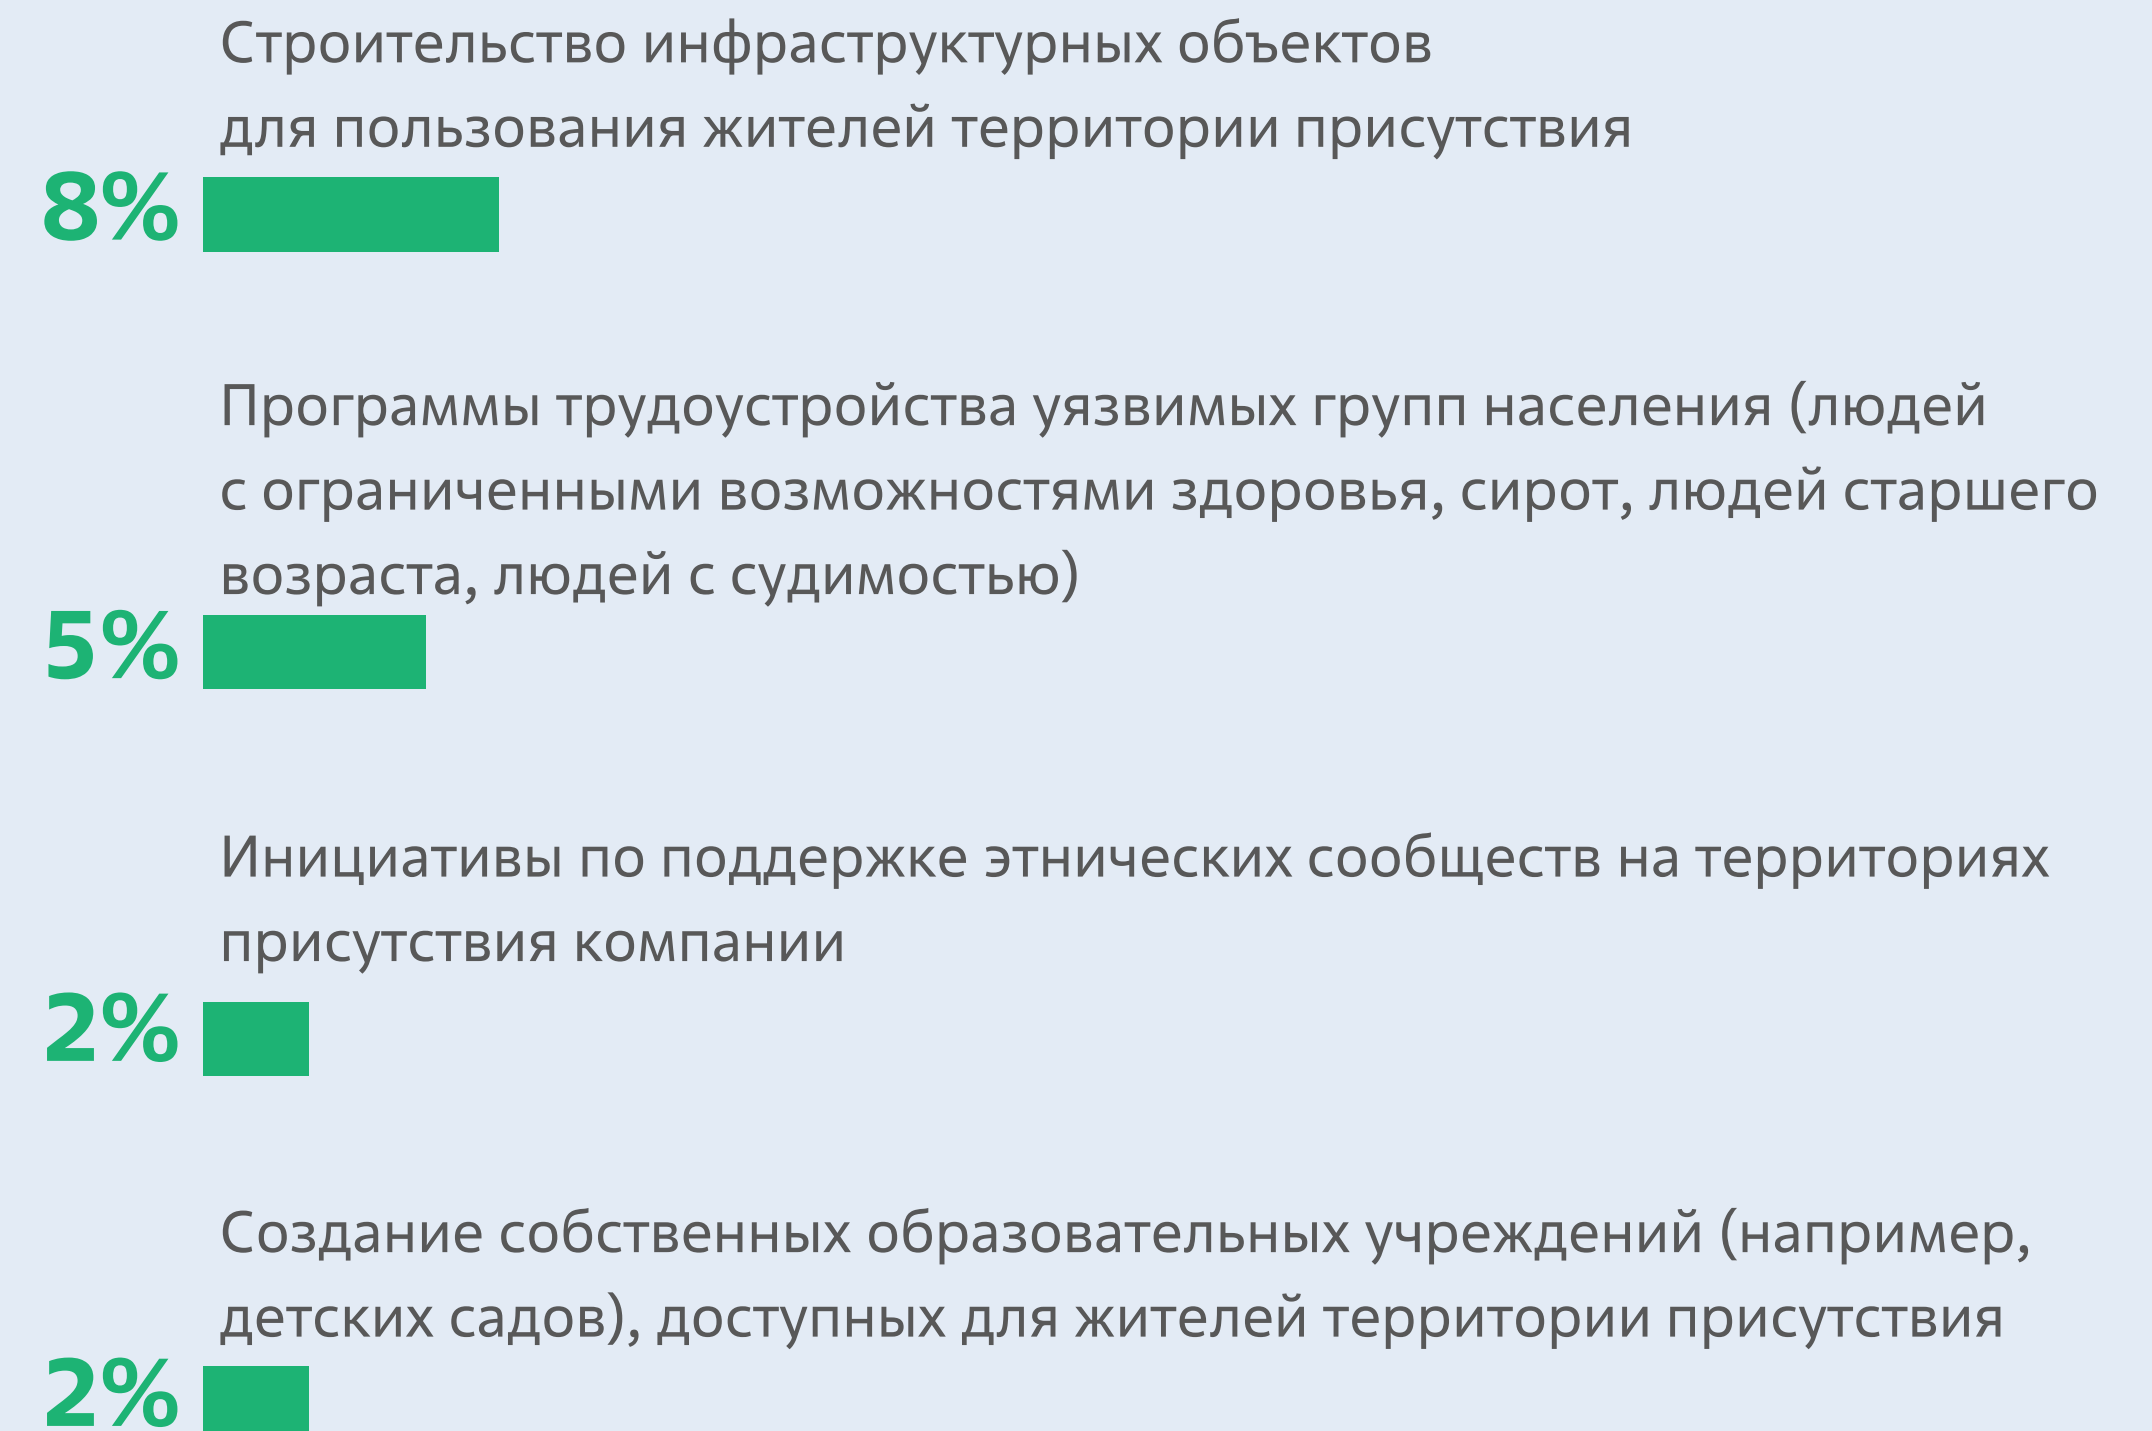 Строительство инфраструктурных объектов
для пользования жителей территории присутствия
8%
Программы трудоустройства уязвимых групп населения (людей
с ограниченными возможностями здоровья, сирот, людей старшего
возраста, людей с судимостью)
5%
Инициативы по поддержке этнических сообществ на территориях
присутствия компании
2%
Создание собственных образовательных учреждений (например,
детских садов), доступных для жителей территории присутствия
2%